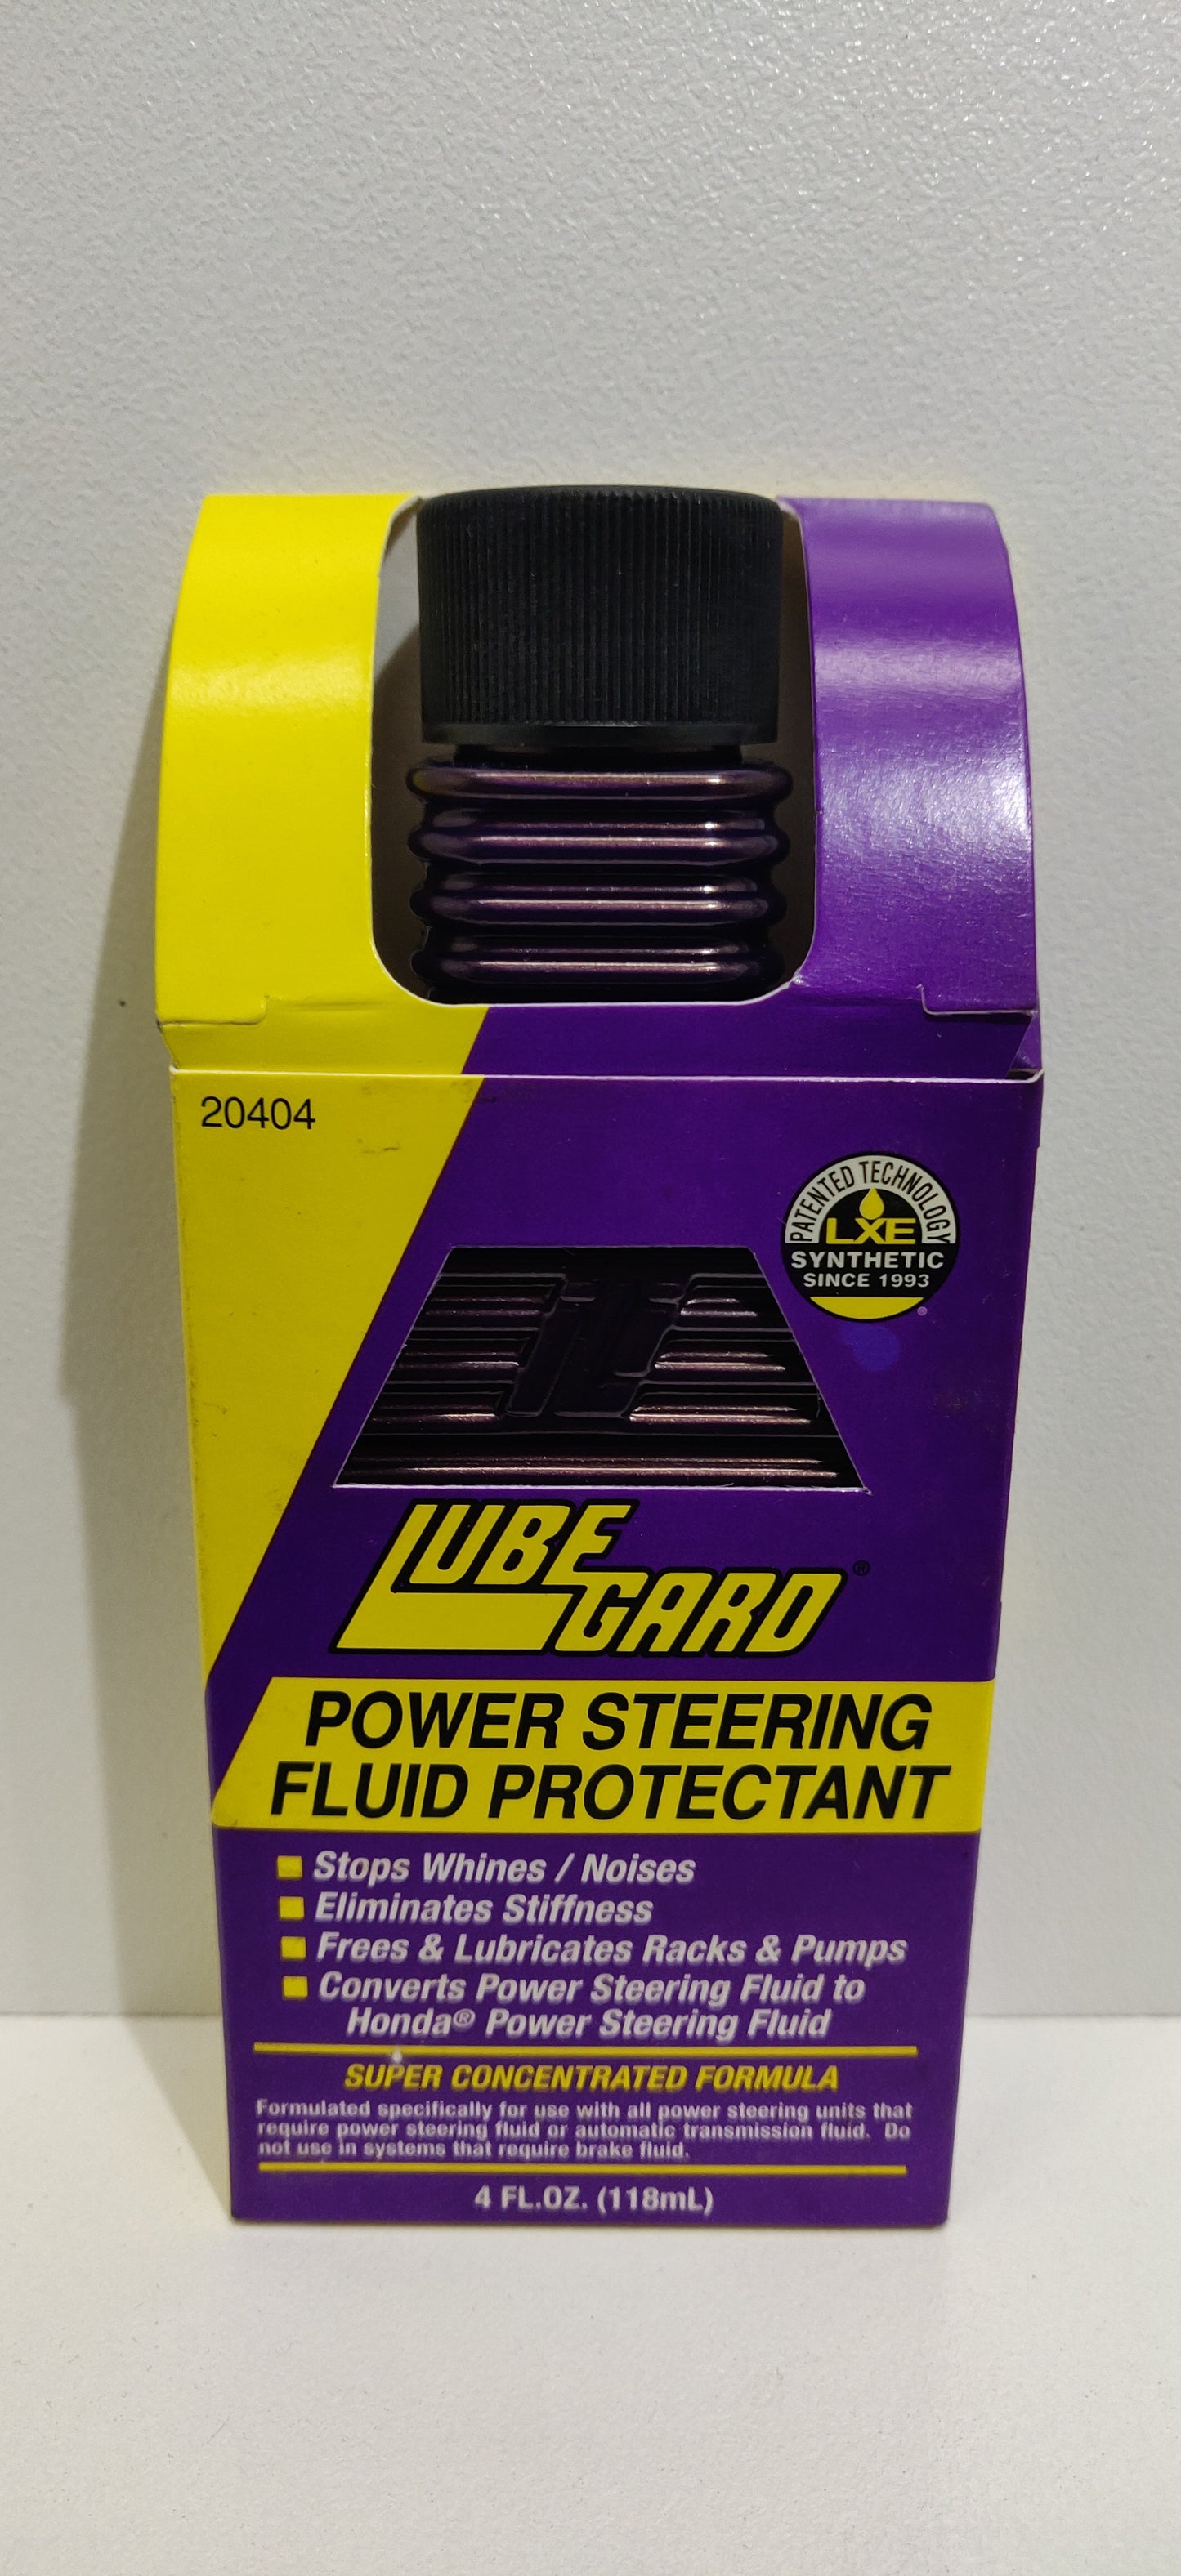 20404
PATENTED TECHNOLOGY
LXE
SYNTHETIC
SINCE 1993
®
LUBE
GARD®
POWER STEERING
FLUID PROTECTANT
Stops Whines / Noises
Eliminates Stiffness
Frees & Lubricates Racks & Pumps
Converts Power Steering Fluid to
Honda® Power Steering Fluid
SUPER CONCENTRATED FORMULA
Formulated specifically for use with all power steering units that
require power steering fluid or automatic transmission fluid. Do
not use in systems that require brake fluid.
4 FL.OZ. (118mL)